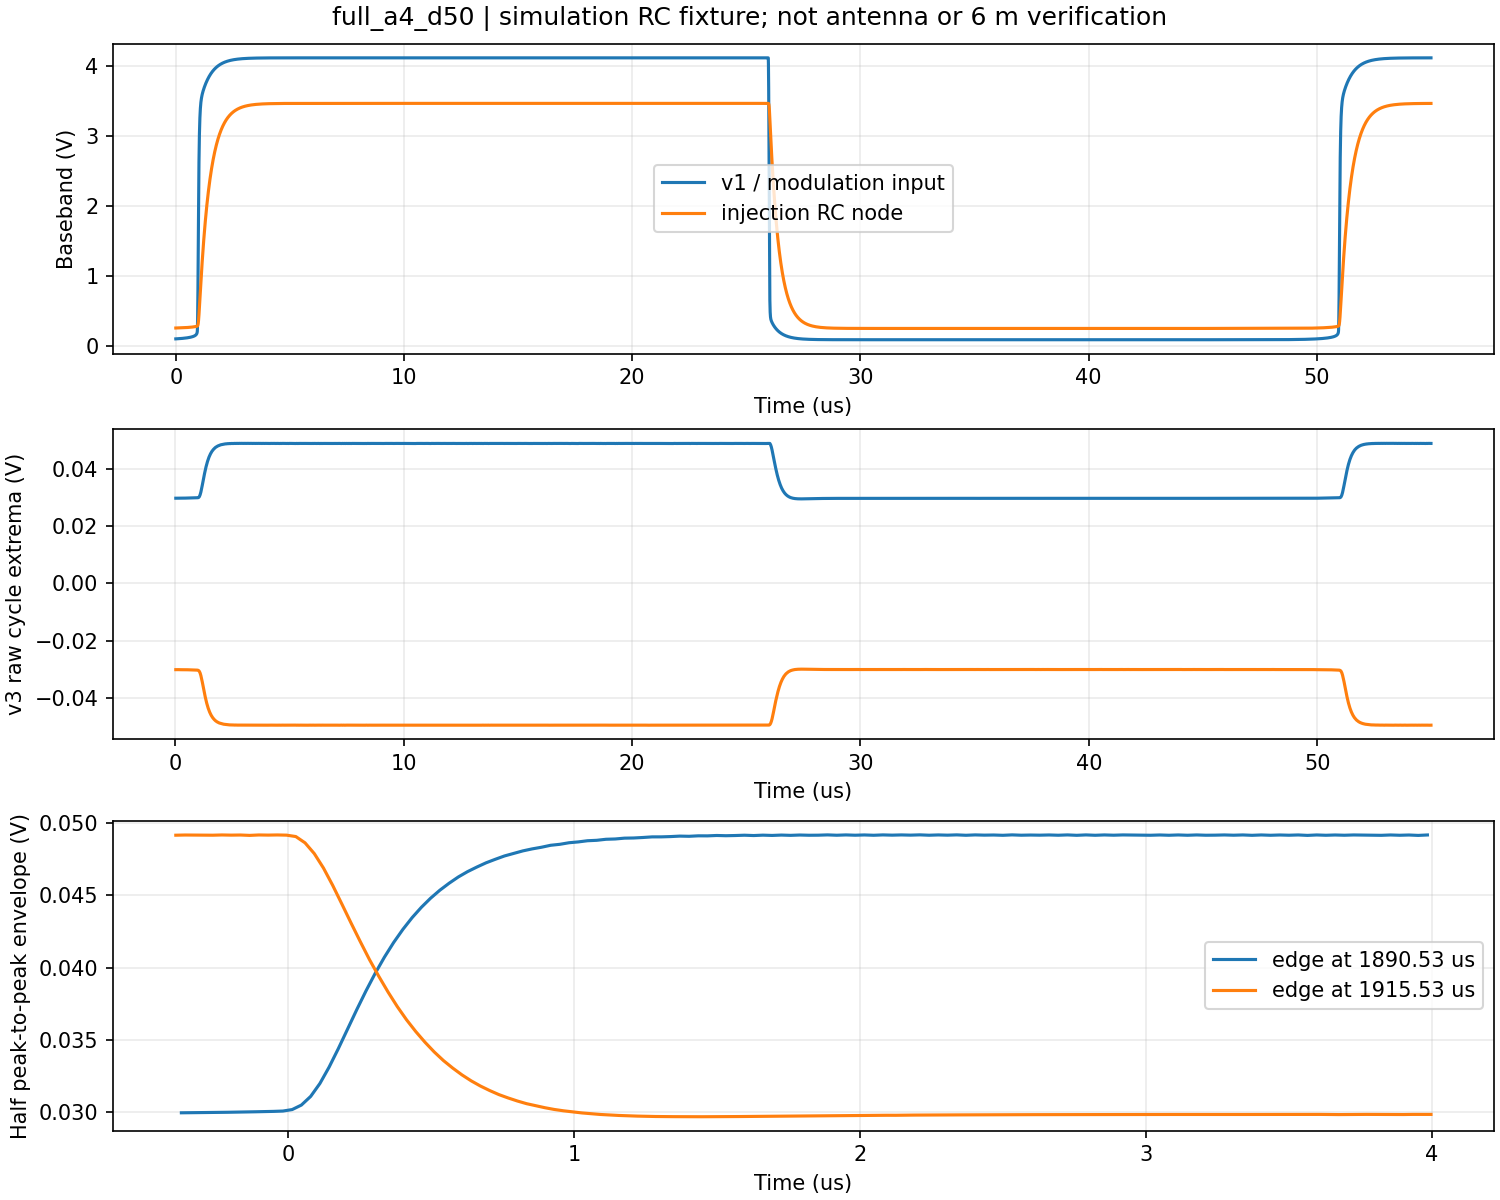 full_a4_d50 | simulation RC fixture; not antenna or 6 m verification
Baseband (V)
4
3
2
1
0
v1 / modulation input
injection RC node
0 10 20 30 40 50
Time (us)
v3 raw cycle extrema (V)
0.04
0.02
0.00
−0.02
−0.04
0 10 20 30 40 50
Time (us)
Half peak-to-peak envelope (V)
0.050
0.045
0.040
0.035
0.030
edge at 1890.53 us
edge at 1915.53 us
0 1 2 3 4
Time (us)